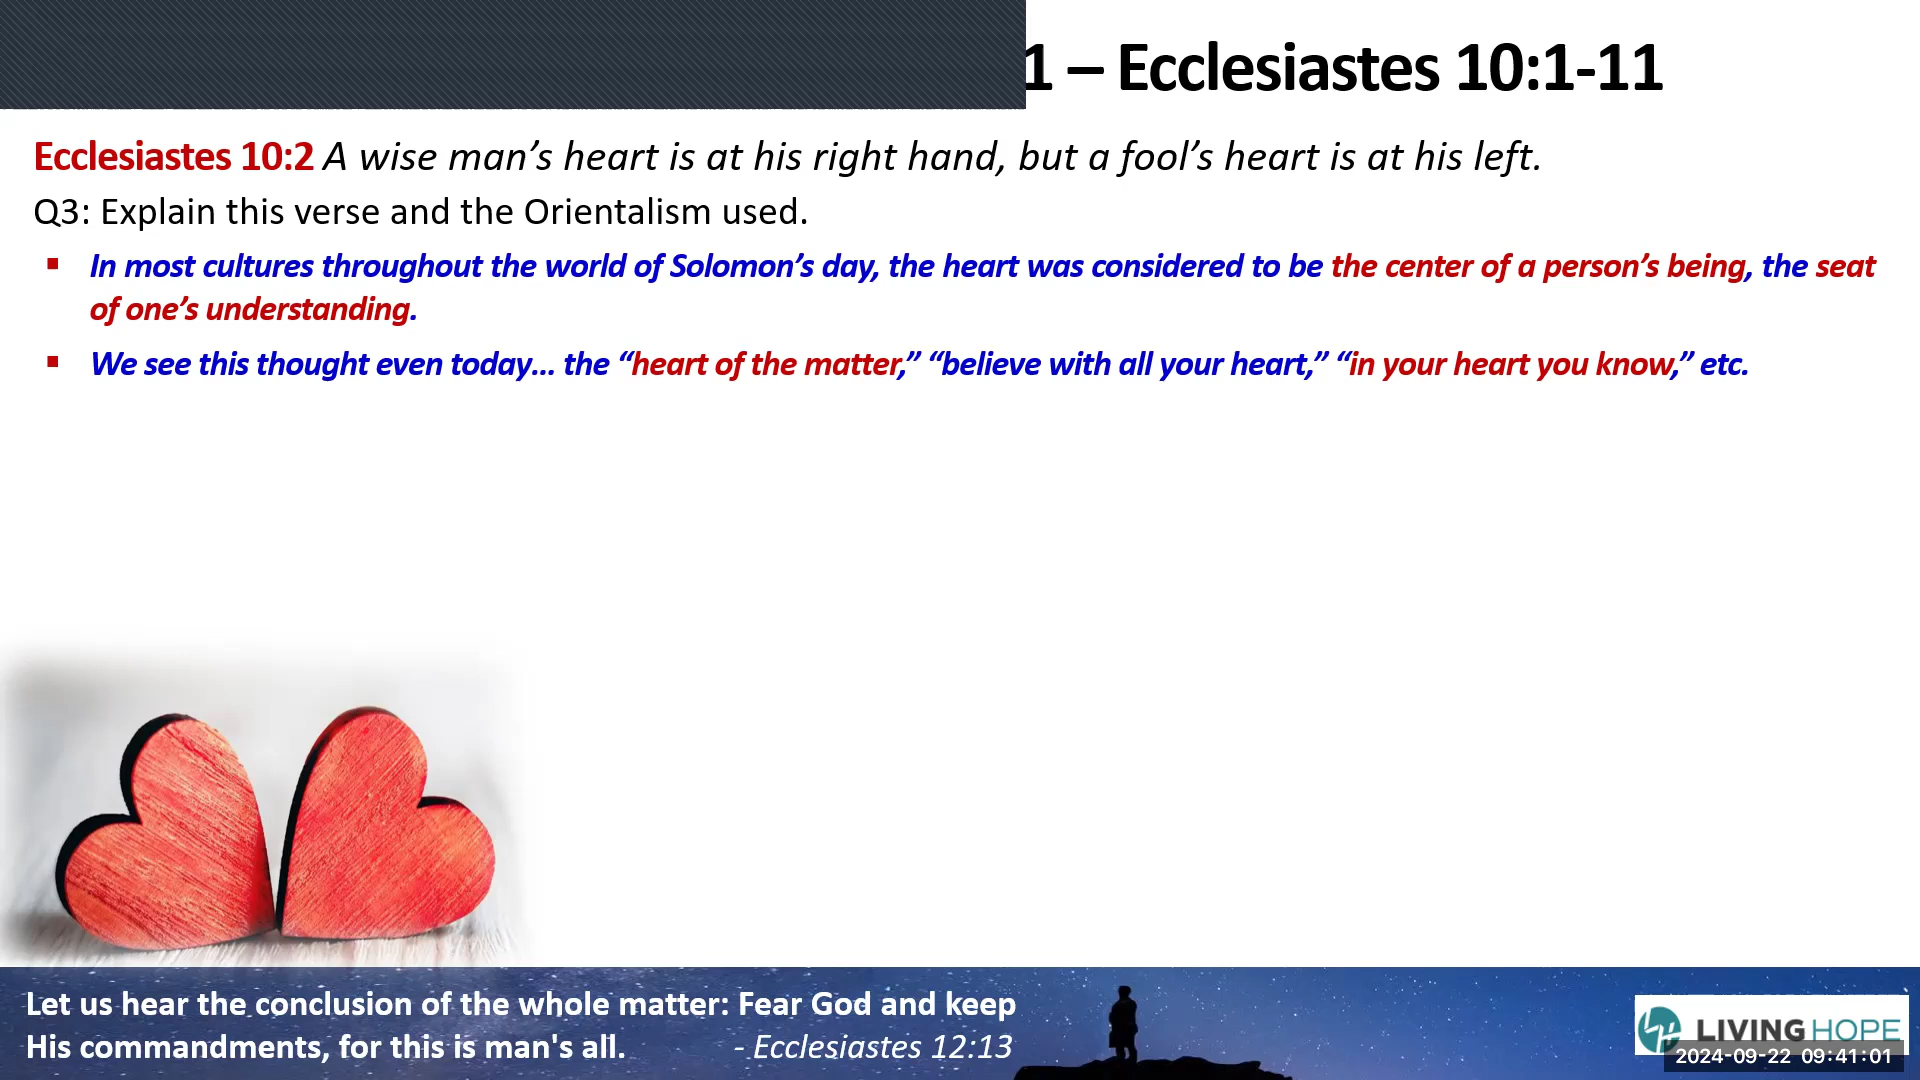 1 – Ecclesiastes 10:1-11
Ecclesiastes 10:2 A wise man’s heart is at his right hand, but a fool’s heart is at his left.
Q3: Explain this verse and the Orientalism used.
▪ In most cultures throughout the world of Solomon’s day, the heart was considered to be the center of a person’s being, the seat
of one’s understanding.
▪ We see this thought even today… the “heart of the matter,” “believe with all your heart,” “in your heart you know,” etc.
Let us hear the conclusion of the whole matter: Fear God and keep
His commandments, for this is man's all. - Ecclesiastes 12:13
LIVING HOPE
2024-09-22 09:41:01